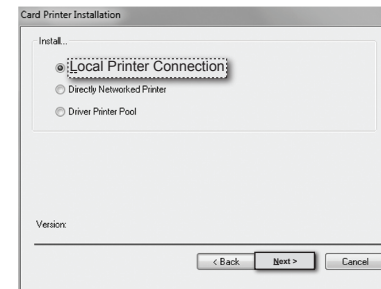 Card Printer Installation
Install...
Local Printer Connection
Directly Networked Printer
Driver Printer Pool
Version:
< Back Next > Cancel